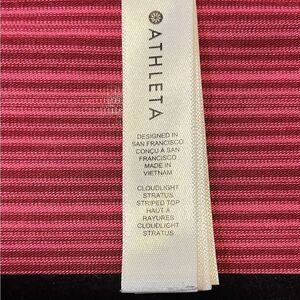 ATHLETA
DESIGNED IN
SAN FRANCISCO
CONÇU À SAN
FRANCISCO
MADE IN
VIETNAM
CLOUDLIGHT
STRATUS
STRIPED TOP
HAUT À
RAYURES
CLOUDLIGHT
STRATUS